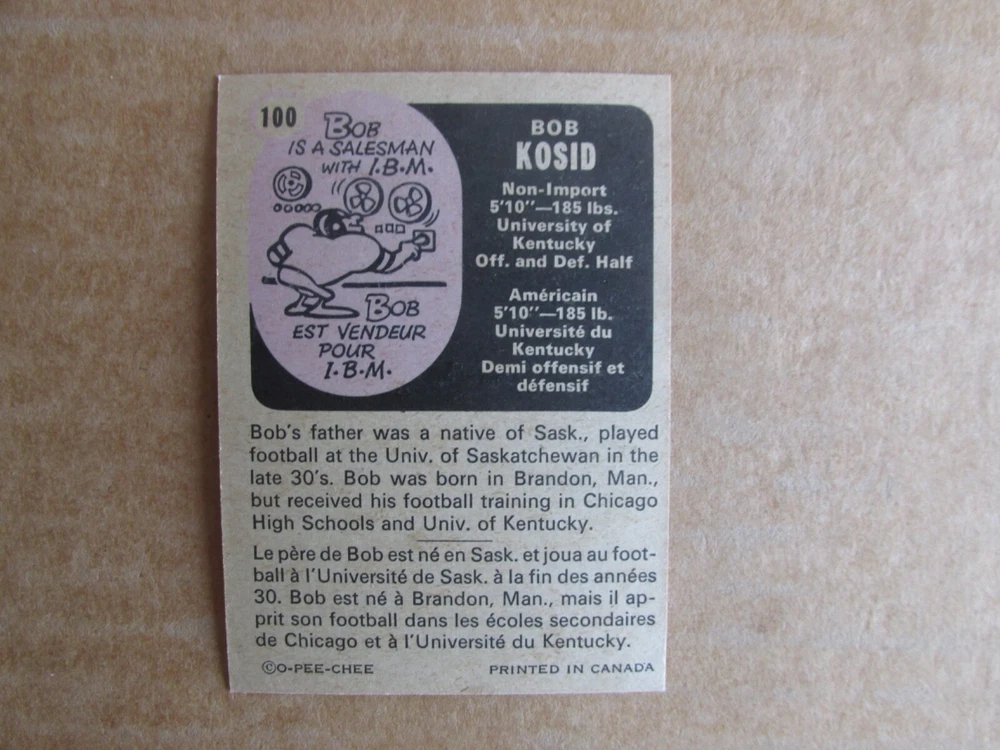 100
BOB
IS A SALESMAN
WITH I.B.M.
BOB
EST VENDEUR
POUR
I.B.M.
BOB
KOSID
Non-Import
5'10"—185 lbs.
University of
Kentucky
Off. and Def. Half
Américain
5'10"—185 lb.
Université du
Kentucky
Demi offensif et
défensif
Bob's father was a native of Sask., played
football at the Univ. of Saskatchewan in the
late 30's. Bob was born in Brandon, Man.,
but received his football training in Chicago
High Schools and Univ. of Kentucky.
Le père de Bob est né en Sask. et joua au foot-
ball à l'Université de Sask. à la fin des années
30. Bob est né à Brandon, Man., mais il ap-
prit son football dans les écoles secondaires
de Chicago et à l'Université du Kentucky.
©O-PEE-CHEE
PRINTED IN CANADA